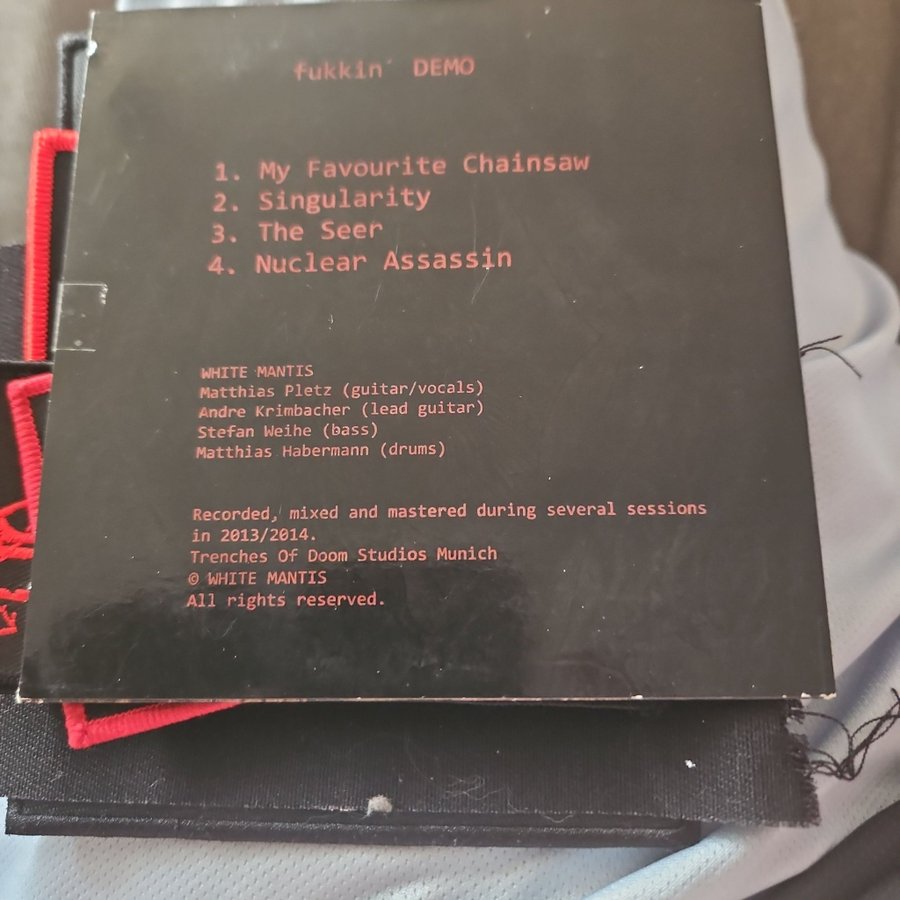 fukkin´ DEMO
1. My Favourite Chainsaw
2. Singularity
3. The Seer
4. Nuclear Assassin
WHITE MANTIS
Matthias Pletz (guitar/vocals)
Andre Krimbacher (lead guitar)
Stefan Weihe (bass)
Matthias Habermann (drums)
Recorded, mixed and mastered during several sessions
in 2013/2014.
Trenches Of Doom Studios Munich
© WHITE MANTIS
All rights reserved.